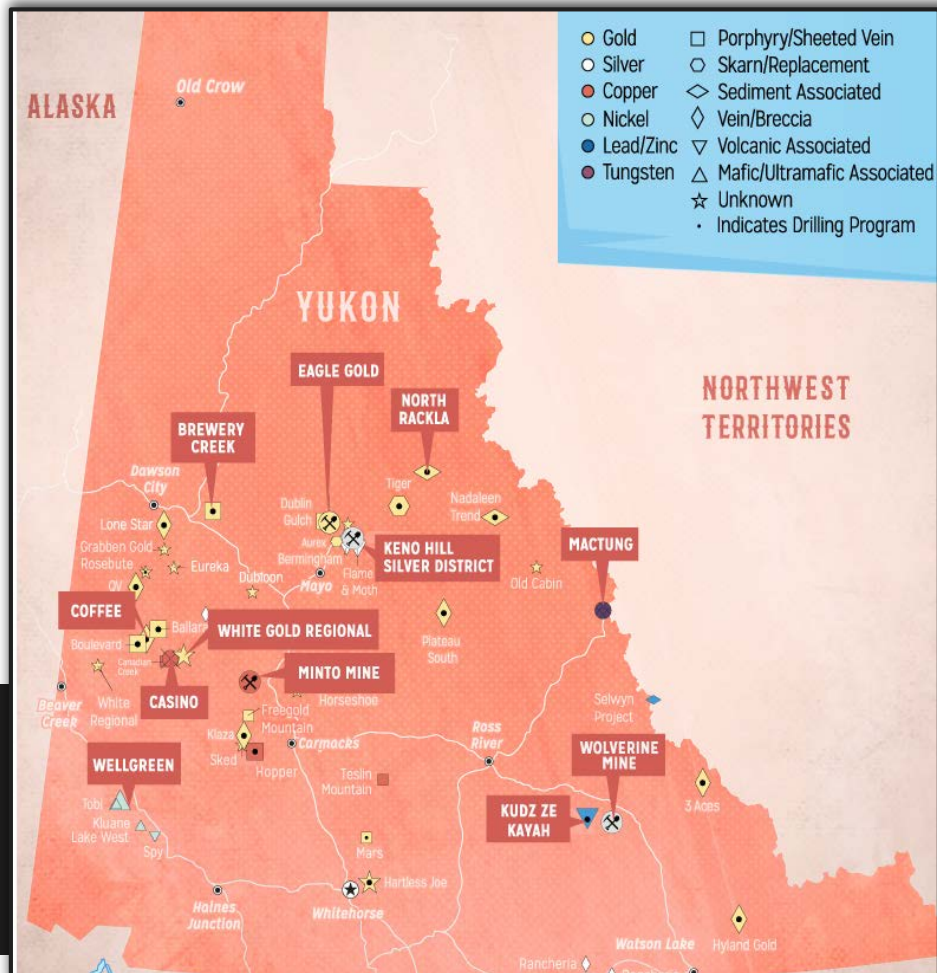 Gold
Silver
Copper
Nickel
Lead/Zinc
Tungsten
Porphyry/Sheeted Vein
Skarn/Replacement
Sediment Associated
Vein/Breccia
Volcanic Associated
Mafic/Ultramafic Associated
Unknown
Indicates Drilling Program
ALASKA
Old Crow
YUKON
NORTHWEST
TERRITORIES
EAGLE GOLD
NORTH
RACKLA
BREWERY
CREEK
Dawson
City
Tiger
Nadaleen
Trend
Dublin
Gulch
Lone Star
Aurex
Bermingham
KENO HILL
SILVER DISTRICT
MACTUNG
Grabben Gold
Rosebute
Eureka
Dubloon
Mayo
Flame
& Moth
Old Cabin
QV
COFFEE
Ballara
WHITE GOLD REGIONAL
Plateau
South
Boulevard
Canadian
Creek
MINTO MINE
White
Regional
CASINO
Horseshoe
Selwyn
Project
Beaver
Creek
Freegold
Mountain
Klaza
Carmacks
Ross
River
WOLVERINE
MINE
Sked
Hopper
WELLGREEN
Teslin
Mountain
3 Aces
Tobi
KUDZ ZE
KAYAH
Kluane
Lake West
Spy
Mars
Hartless Joe
Haines
Junction
Whitehorse
Watson Lake
Hyland Gold
Rancheria